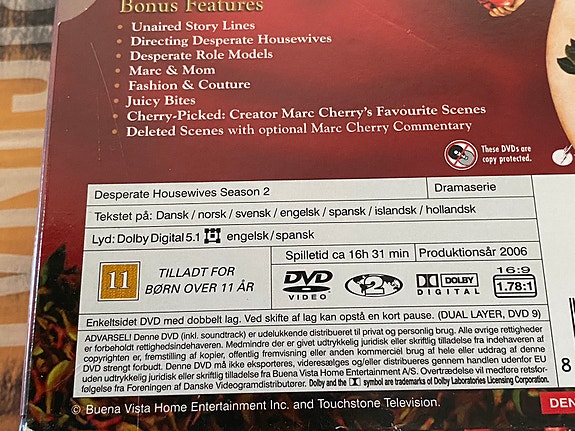 Bonus Features
• Unaired Story Lines
• Directing Desperate Housewives
• Desperate Role Models
• Marc & Mom
• Fashion & Couture
• Juicy Bites
• Cherry-Picked: Creator Marc Cherry's Favourite Scenes
• Deleted Scenes with optional Marc Cherry Commentary
These DVDs are
copy protected.
Desperate Housewives Season 2 Dramaserie
Tekstet på: Dansk / norsk / svensk / engelsk / spansk / islandsk / hollandsk
Lyd: Dolby Digital 5.1 engelsk/spansk
Spilletid ca 16h 31 min Produktionsår 2006
11
TILLADT FOR
BØRN OVER 11 ÅR
DVD
VIDEO
2
DOLBY
DIGITAL
16:9
1.78:1
Enkeltsidet DVD med dobbelt lag. Ved skifte af lag kan opstå en kort pause. (DUAL LAYER, DVD 9)
ADVARSEL! Denne DVD (inkl. soundtrack) er udelukkende distribueret til privat og personlig brug. Alle øvrige rettigheder
er forbeholdt rettighedsindehaveren. Medmindre der er givet udtrykkelig eller skriftlig tilladelse fra indehaveren af
copyrighten er, fremstilling af kopier, offentlig fremvisning eller anden kommerciel brug af hele eller uddrag af denne
DVD strengt forbudt. Denne DVD må ikke eksporteres, videresælges og/eller distribueres gennem handlen udenfor EU
uden udtrykkelig eller skriftlig tilladelse fra Buena Vista Home Entertainment A/S. Overtrædelse vil medføre retsfor-
følgelse fra Foreningen af Danske Videogramdistributører. Dolby and the symbol are trademarks of Dolby Laboratories Licensing Corporation.
© Buena Vista Home Entertainment Inc. and Touchstone Television.
8
DEN